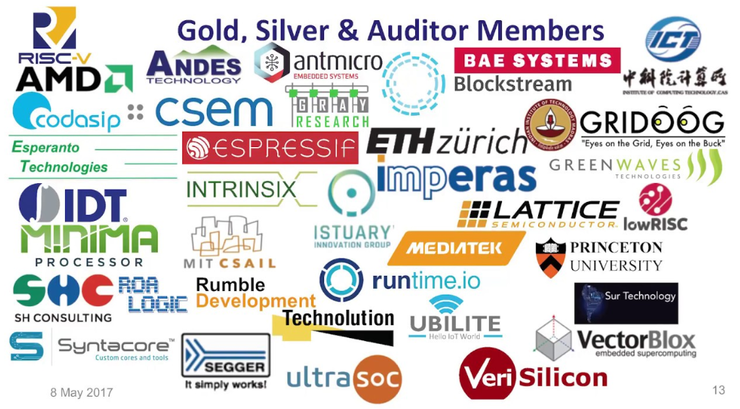 Gold, Silver & Auditor Members
RISC-V
AMD
ANDES
TECHNOLOGY
antmicro
EMBEDDED SYSTEMS
BAE SYSTEMS
Blockstream
ICT
中科院计算所
INSTITUTE OF COMPUTING TECHNOLOGY, CAS
codasip
csem
GRAY
RESEARCH
ETH zürich
GRIDOOG
"Eyes on the Grid, Eyes on the Buck"
Esperanto
Technologies
ESPRESSIF
imperas
GREENWAVES
TECHNOLOGIES
IDT
INTRINSIX
ISTUARY
INNOVATION GROUP
LATTICE
SEMICONDUCTOR
lowRISC
MINIMA
PROCESSOR
MIT CSAIL
MEDIATEK
PRINCETON
UNIVERSITY
SHC
SH CONSULTING
ROA
LOGIC
Rumble
Development
runtime.io
Sur Technology
Technolution
UBILITE
Hello IoT World
VectorBlox
embedded supercomputing
Syntacore™
Custom cores and tools
SEGGER
It simply works!
ultrasoc
VeriSilicon
8 May 2017
13